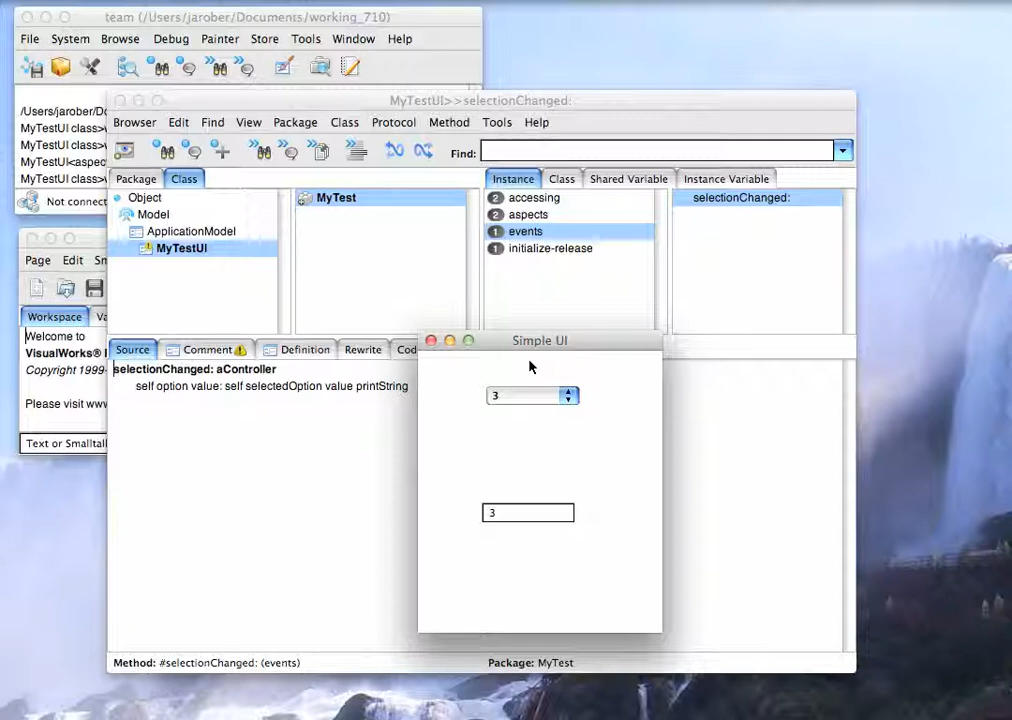 team (/Users/jarober/Documents/working_710)
File System Browse Debug Painter Store Tools Window Help
/Users/jarober/Do
MyTestUI class>
MyTestUI class>
MyTestUI<aspec
MyTestUI class>
Not connect
MyTestUI>>selectionChanged:
Browser Edit Find View Package Class Protocol Method Tools Help
Find:
Package Class
Instance Class Shared Variable Instance Variable
Object
Model
ApplicationModel
MyTestUI
MyTest
2 accessing
2 aspects
1 events
1 initialize-release
selectionChanged:
Page Edit Sm
Workspace Va
Welcome to
VisualWorks®
Copyright 1999-
Please visit www
Text or Smalltal
Source Comment Definition Rewrite Cod
selectionChanged: aController
self option value: self selectedOption value printString
Simple UI
3
3
Method: #selectionChanged: (events)
Package: MyTest